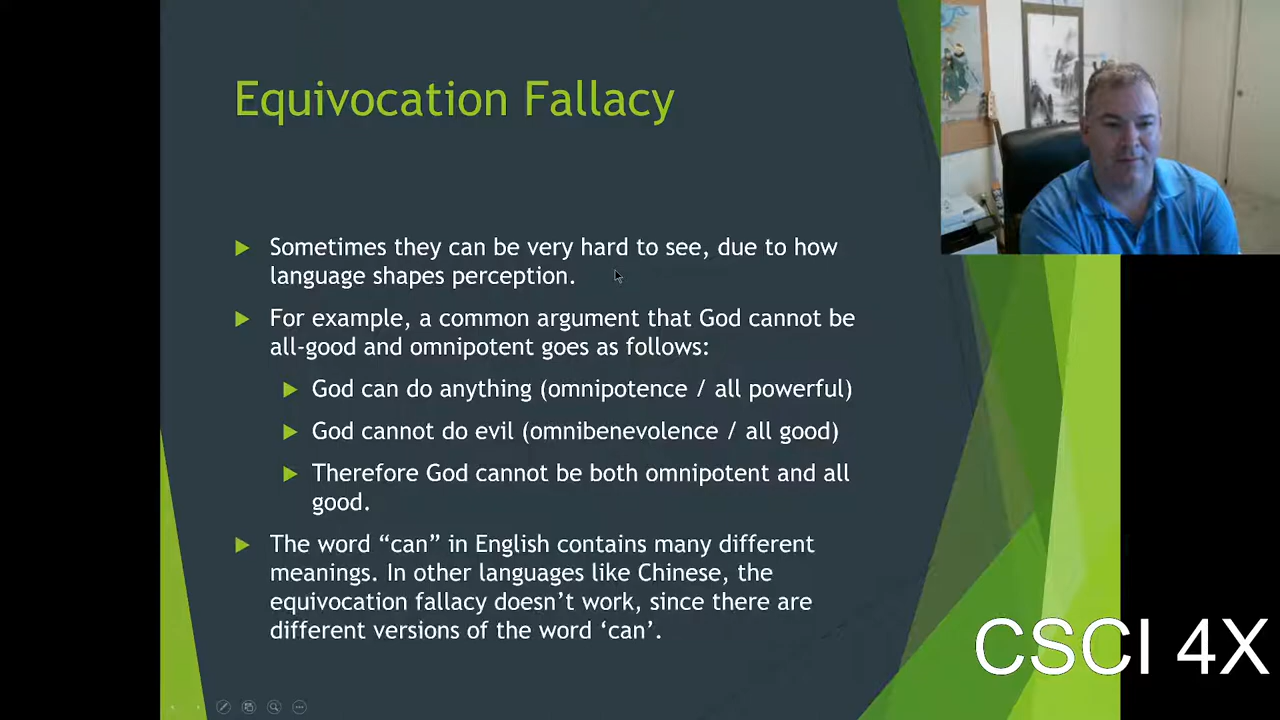 Equivocation Fallacy
Sometimes they can be very hard to see, due to how
language shapes perception.
For example, a common argument that God cannot be
all-good and omnipotent goes as follows:
God can do anything (omnipotence / all powerful)
God cannot do evil (omnibenevolence / all good)
Therefore God cannot be both omnipotent and all
good.
The word “can” in English contains many different
meanings. In other languages like Chinese, the
equivocation fallacy doesn’t work, since there are
different versions of the word ‘can’.
CSCI 4X